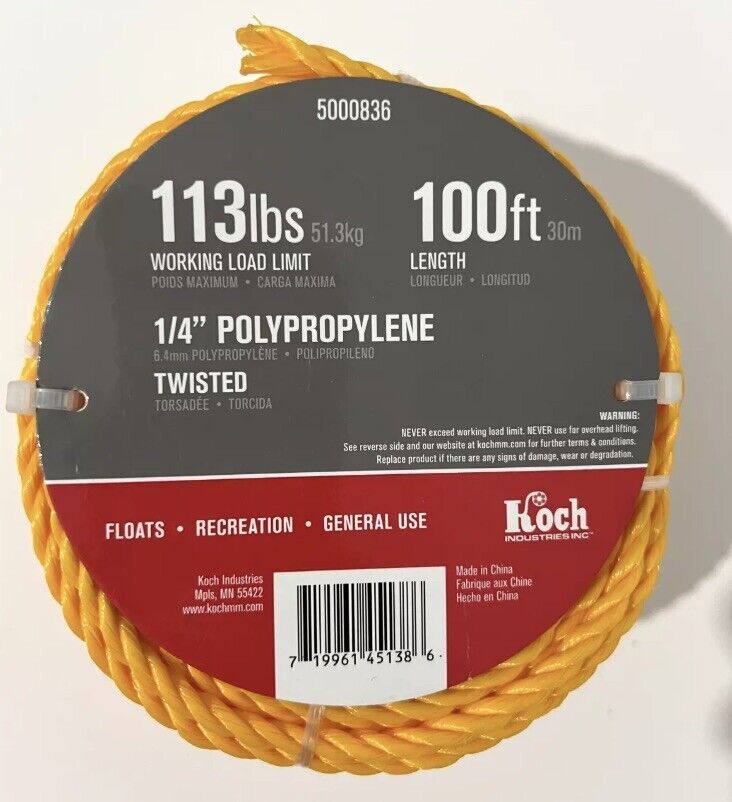 5000836
113lbs 51.3kg
WORKING LOAD LIMIT
POIDS MAXIMUM • CARGA MAXIMA
100ft 30m
LENGTH
LONGUEUR • LONGITUD
1/4” POLYPROPYLENE
6.4mm POLYPROPYLÈNE • POLIPROPILENO
TWISTED
TORSADÉE • TORCIDA
WARNING:
NEVER exceed working load limit. NEVER use for overhead lifting.
See reverse side and our website at kochmm.com for further terms & conditions.
Replace product if there are any signs of damage, wear or degradation.
FLOATS • RECREATION • GENERAL USE
Koch
INDUSTRIES INC™
Koch Industries
Mpls, MN 55422
www.kochmm.com
Made in China
Fabrique aux Chine
Hecho en China
7 19961 45138 6